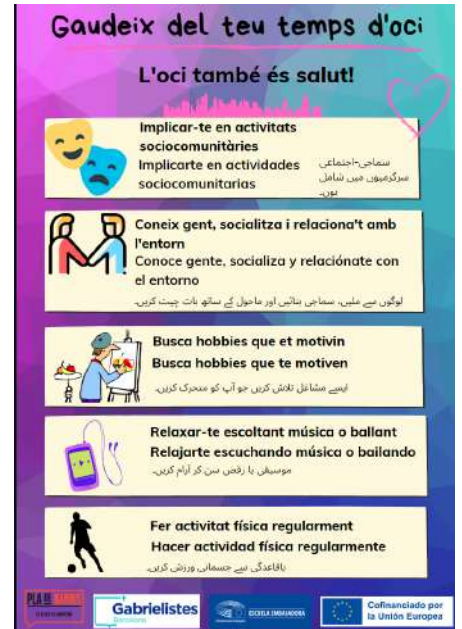 Gaudeix del teu temps d'oci
L'oci també és salut!
Implicar-te en activitats
sociocomunitàries
Implicarte en actividades
sociocomunitarias
سماجی-اجتماعی
سرگرمیوں میں شامل
ہوں۔
Coneix gent, socialitza i relaciona't amb
l'entorn
Conoce gente, socializa y relaciónate con
el entorno
لوگوں سے ملیں، سماجی بنائیں اور ماحول کے ساتھ بات چیت کریں۔
Busca hobbies que et motivin
Busca hobbies que te motiven
ایسے مشاغل تلاش کریں جو آپ کو متحرک کریں۔
Relaxar-te escoltant música o ballant
Relajarte escuchando música o bailando
موسیقی یا رقص سن کر آرام کریں۔
Fer activitat física regularment
Hacer actividad física regularmente
باقاعدگی سے جسمانی ورزش کریں۔
PLA DE BARRIS
Gabrielistes
Barcelona
ESCUELA EMBAJADORA
Cofinanciado por
la Unión Europea